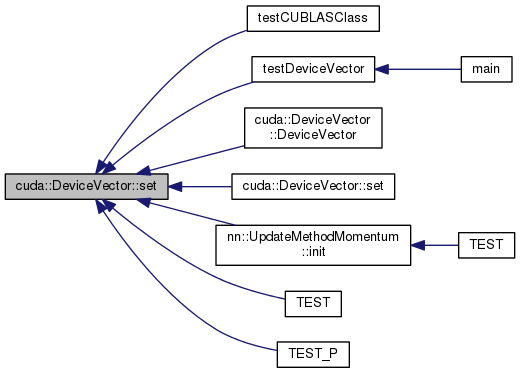 testCUBLASClass
testDeviceVector
main
cuda::DeviceVector
::DeviceVector
cuda::DeviceVector::set
cuda::DeviceVector::set
nn::UpdateMethodMomentum
::init
TEST
TEST
TEST_P